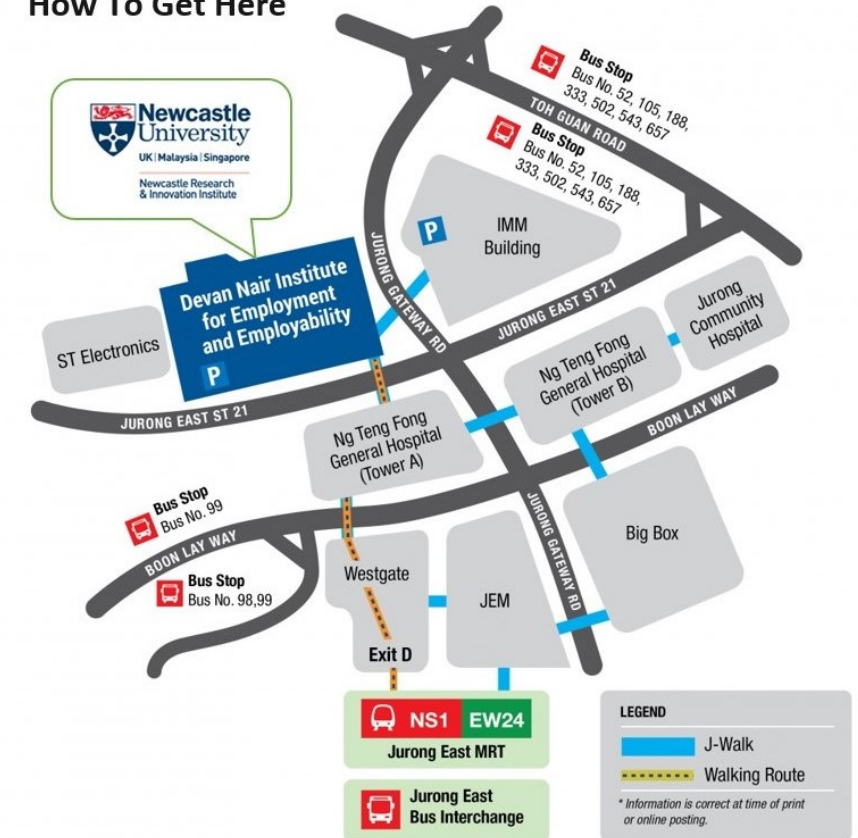 How To Get Here
Newcastle
University
UK | Malaysia | Singapore
Newcastle Research
& Innovation Institute
Bus Stop
Bus No. 52, 105, 188,
333, 502, 543, 657
TOH GUAN ROAD
Bus Stop
Bus No. 52, 105, 188,
333, 502, 543, 657
P
IMM
Building
JURONG GATEWAY RD
JURONG EAST ST 21
Devan Nair Institute
for Employment
and Employability
P
ST Electronics
JURONG EAST ST 21
Jurong
Community
Hospital
Ng Teng Fong
General Hospital
(Tower B)
Ng Teng Fong
General Hospital
(Tower A)
BOON LAY WAY
Bus Stop
Bus No. 99
BOON LAY WAY
Bus Stop
Bus No. 98,99
JURONG GATEWAY RD
Big Box
Westgate
JEM
Exit D
NS1 EW24
Jurong East MRT
Jurong East
Bus Interchange
LEGEND
J-Walk
Walking Route
* Information is correct at time of print
or online posting.